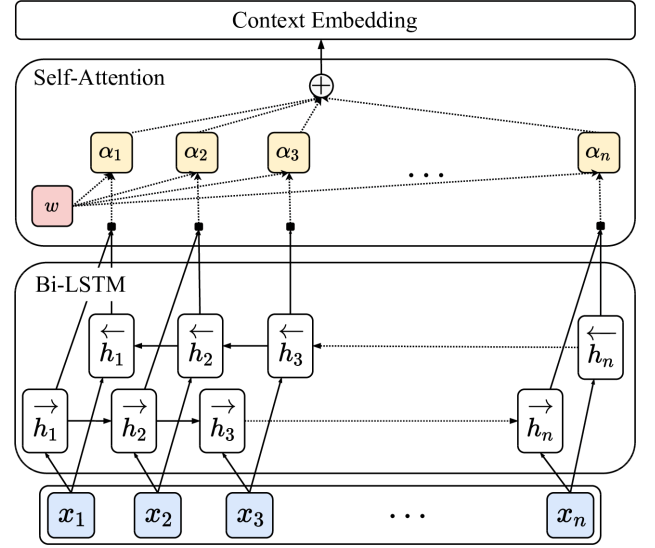 Context Embedding
Self-Attention
+
α₁ α₂ α₃ ... αₙ
w
Bi-LSTM
←h₁ ←h₂ ←h₃ ←hₙ
→h₁ →h₂ →h₃ →hₙ
x₁ x₂ x₃ ... xₙ